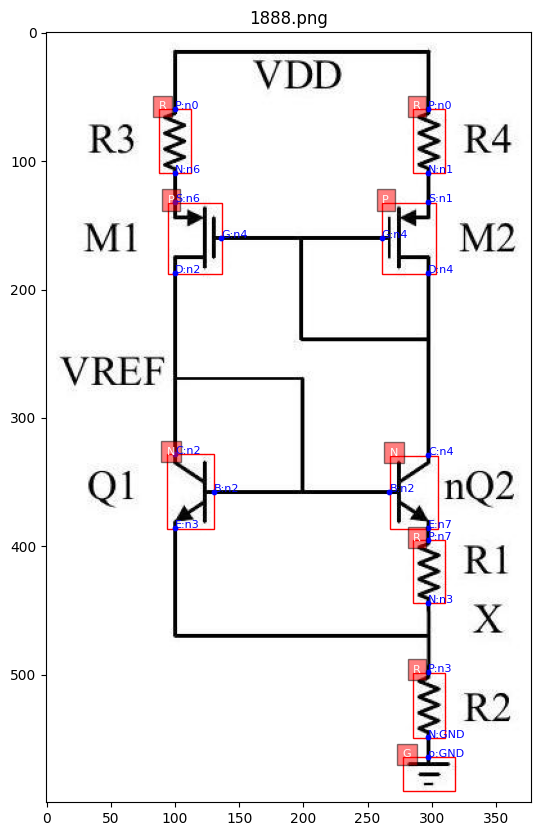 1888.png
0
VDD
R P:n0 R P:n0
R3 R4
100
N:n6 N:n1
P S:n6 P S:n1
M1 G:n4 G:n4 M2
D:n2 D:n4
200
VREF
300
N C:n2 N C:n4
Q1 B:n2 B:n2 nQ2
E:n3 E:n7
400
R P:n7
R1
N:n3
X
R P:n3
500
R2
N:GND
G p:GND
0 50 100 150 200 250 300 350